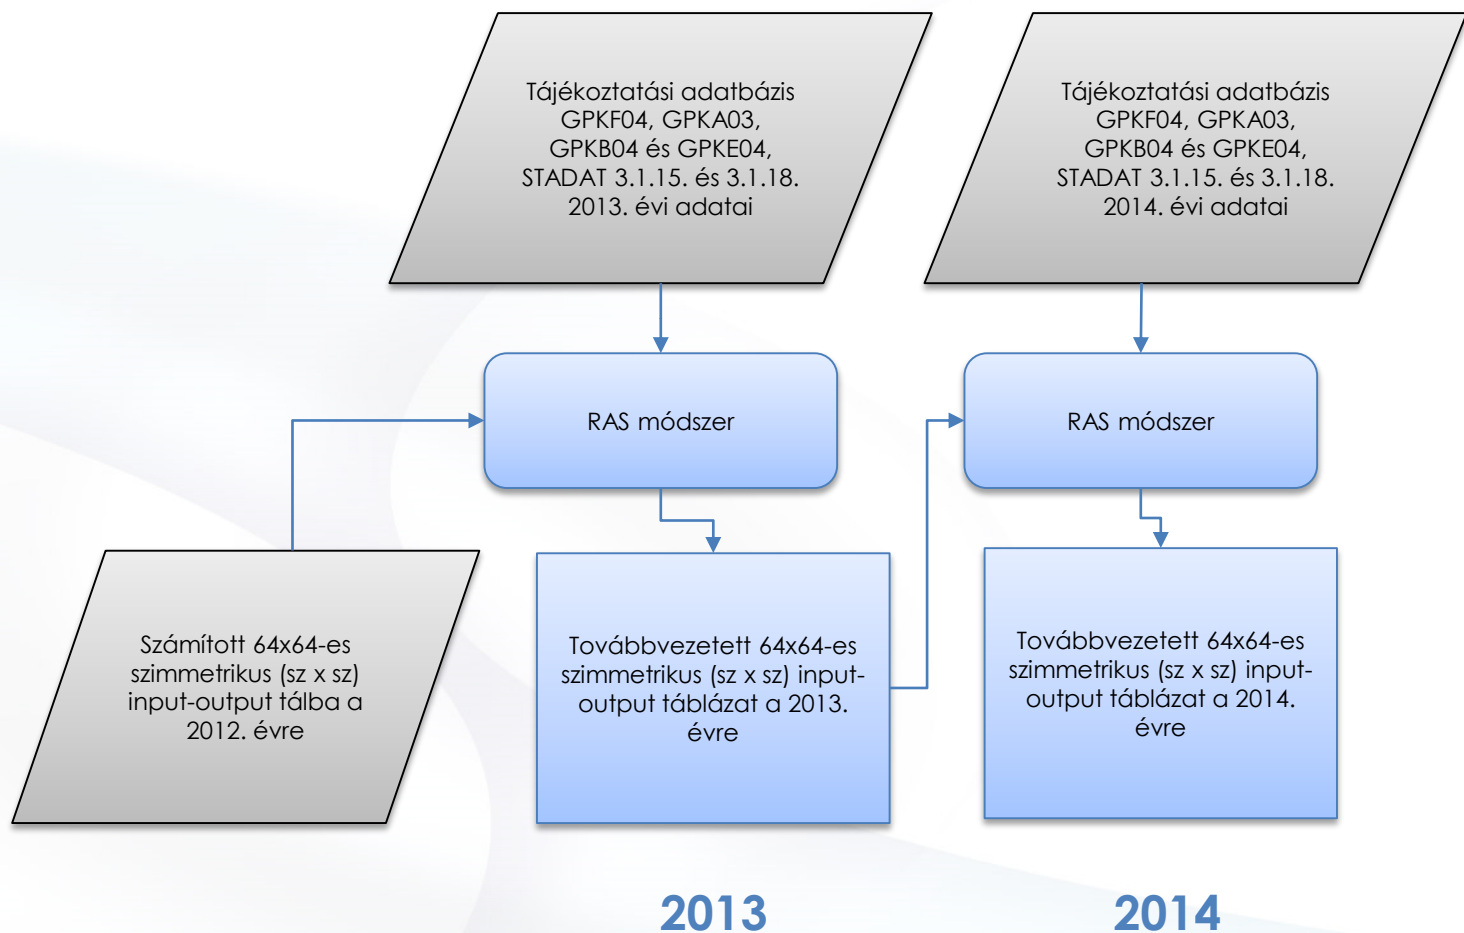 Tájékoztatási adatbázis
GPKF04, GPKA03,
GPKB04 és GPKE04,
STADAT 3.1.15. és 3.1.18.
2013. évi adatai
Tájékoztatási adatbázis
GPKF04, GPKA03,
GPKB04 és GPKE04,
STADAT 3.1.15. és 3.1.18.
2014. évi adatai
RAS módszer
RAS módszer
Számított 64x64-es
szimmetrikus (sz x sz)
input-output tálba a
2012. évre
Továbbvezetett 64x64-es
szimmetrikus (sz x sz) input-
output táblázat a 2013.
évre
Továbbvezetett 64x64-es
szimmetrikus (sz x sz) input-
output táblázat a 2014.
évre
2013
2014